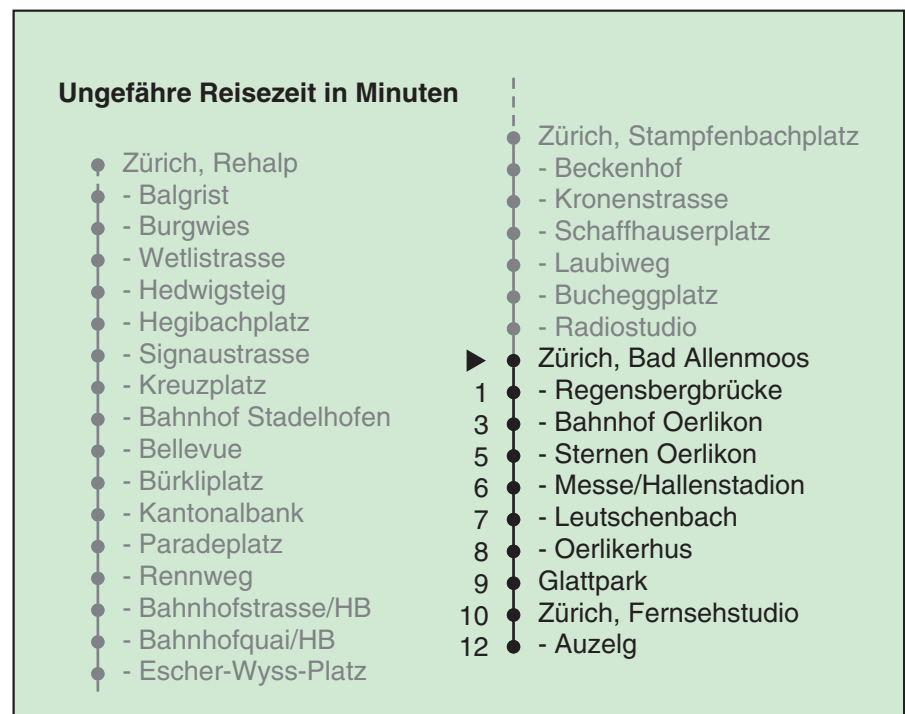 Ungefähre Reisezeit in Minuten
Zürich, Rehalp
- Balgrist
- Burgwies
- Wetlistrasse
- Hedwigsteig
- Hegibachplatz
- Signaustrasse
- Kreuzplatz
- Bahnhof Stadelhofen
- Bellevue
- Bürkliplatz
- Kantonalbank
- Paradeplatz
- Rennweg
- Bahnhofstrasse/HB
- Bahnhofquai/HB
- Escher-Wyss-Platz
Zürich, Stampfenbachplatz
- Beckenhof
- Kronenstrasse
- Schaffhauserplatz
- Laubiweg
- Bucheggplatz
- Radiostudio
Zürich, Bad Allenmoos
1 - Regensbergbrücke
3 - Bahnhof Oerlikon
5 - Sternen Oerlikon
6 - Messe/Hallenstadion
7 - Leutschenbach
8 - Oerlikerhus
9 Glattpark
10 Zürich, Fernsehstudio
12 - Auzelg